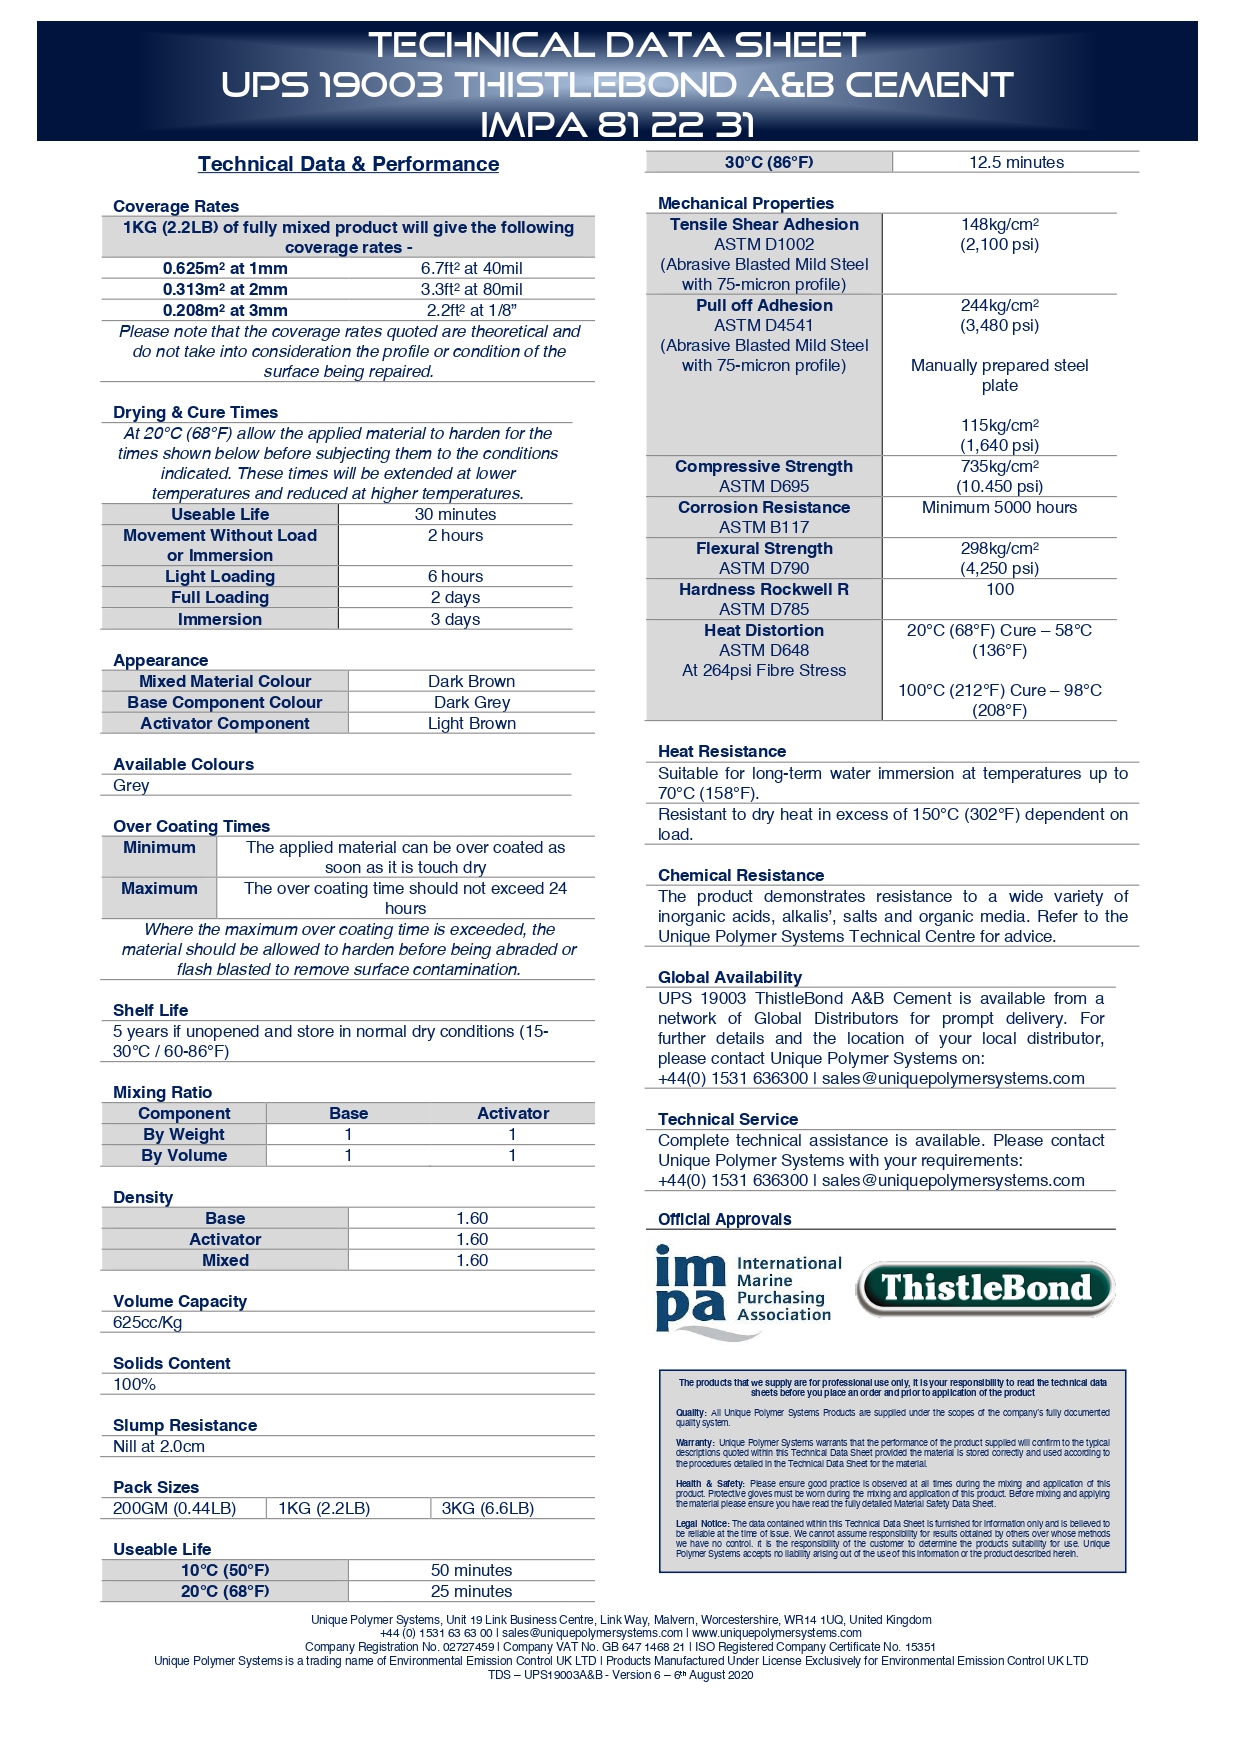 TECHNICAL DATA SHEET
UPS 19003 THISTLEBOND A&B CEMENT
IMPA 81 22 31
Technical Data & Performance
Coverage Rates
1KG (2.2LB) of fully mixed product will give the following
coverage rates -
0.625m² at 1mm 6.7ft² at 40mil
0.313m² at 2mm 3.3ft² at 80mil
0.208m² at 3mm 2.2ft² at 1/8”
Please note that the coverage rates quoted are theoretical and
do not take into consideration the profile or condition of the
surface being repaired.
Drying & Cure Times
At 20°C (68°F) allow the applied material to harden for the
times shown below before subjecting them to the conditions
indicated. These times will be extended at lower
temperatures and reduced at higher temperatures.
Useable Life 30 minutes
Movement Without Load 2 hours
or Immersion
Light Loading 6 hours
Full Loading 2 days
Immersion 3 days
Appearance
Mixed Material Colour Dark Brown
Base Component Colour Dark Grey
Activator Component Light Brown
Available Colours
Grey
Over Coating Times
Minimum The applied material can be over coated as
soon as it is touch dry
Maximum The over coating time should not exceed 24
hours
Where the maximum over coating time is exceeded, the
material should be allowed to harden before being abraded or
flash blasted to remove surface contamination.
Shelf Life
5 years if unopened and store in normal dry conditions (15-
30°C / 60-86°F)
Mixing Ratio
Component Base Activator
By Weight 1 1
By Volume 1 1
Density
Base 1.60
Activator 1.60
Mixed 1.60
Volume Capacity
625cc/Kg
Solids Content
100%
Slump Resistance
Nill at 2.0cm
Pack Sizes
200GM (0.44LB) 1KG (2.2LB) 3KG (6.6LB)
Useable Life
10°C (50°F) 50 minutes
20°C (68°F) 25 minutes
30°C (86°F) 12.5 minutes
Mechanical Properties
Tensile Shear Adhesion 148kg/cm²
ASTM D1002 (2,100 psi)
(Abrasive Blasted Mild Steel
with 75-micron profile)
Pull off Adhesion 244kg/cm²
ASTM D4541 (3,480 psi)
(Abrasive Blasted Mild Steel
with 75-micron profile) Manually prepared steel
plate
115kg/cm²
(1,640 psi)
Compressive Strength 735kg/cm²
ASTM D695 (10.450 psi)
Corrosion Resistance Minimum 5000 hours
ASTM B117
Flexural Strength 298kg/cm²
ASTM D790 (4,250 psi)
Hardness Rockwell R 100
ASTM D785
Heat Distortion 20°C (68°F) Cure – 58°C
ASTM D648 (136°F)
At 264psi Fibre Stress
100°C (212°F) Cure – 98°C
(208°F)
Heat Resistance
Suitable for long-term water immersion at temperatures up to
70°C (158°F).
Resistant to dry heat in excess of 150°C (302°F) dependent on
load.
Chemical Resistance
The product demonstrates resistance to a wide variety of
inorganic acids, alkalis’, salts and organic media. Refer to the
Unique Polymer Systems Technical Centre for advice.
Global Availability
UPS 19003 ThistleBond A&B Cement is available from a
network of Global Distributors for prompt delivery. For
further details and the location of your local distributor,
please contact Unique Polymer Systems on:
+44(0) 1531 636300 | sales@uniquepolymersystems.com
Technical Service
Complete technical assistance is available. Please contact
Unique Polymer Systems with your requirements:
+44(0) 1531 636300 | sales@uniquepolymersystems.com
Official Approvals
im
pa
International
Marine
Purchasing
Association
ThistleBond
The products that we supply are for professional use only, it is your responsibility to read the technical data
sheets before you place an order and prior to application of the product
Quality: All Unique Polymer Systems Products are supplied under the scopes of the company's fully documented
quality system.
Warranty: Unique Polymer Systems warrants that the performance of the product supplied will confirm to the typical
descriptions quoted within this Technical Data Sheet provided the material is stored correctly and used according to
the procedures detailed in the Technical Data Sheet for the material.
Health & Safety: Please ensure good practice is observed at all times during the mixing and application of this
product. Protective gloves must be worn during the mixing and application of this product. Before mixing and applying
the material please ensure you have read the fully detailed Material Safety Data Sheet.
Legal Notice: The data contained within this Technical Data Sheet is furnished for information only and is believed to
be reliable at the time of issue. We cannot assume responsibility for results obtained by others over whose methods
we have no control. It is the responsibility of the customer to determine the products suitability for use. Unique
Polymer Systems accepts no liability arising out of the use of this information or the product described herein.
Unique Polymer Systems, Unit 19 Link Business Centre, Link Way, Malvern, Worcestershire, WR14 1UQ, United Kingdom
+44 (0) 1531 63 63 00 | sales@uniquepolymersystems.com | www.uniquepolymersystems.com
Company Registration No. 02727459 | Company VAT No. GB 647 1468 21 | ISO Registered Company Certificate No. 15351
Unique Polymer Systems is a trading name of Environmental Emission Control UK LTD | Products Manufactured Under License Exclusively for Environmental Emission Control UK LTD
TDS – UPS19003A&B - Version 6 – 6th August 2020